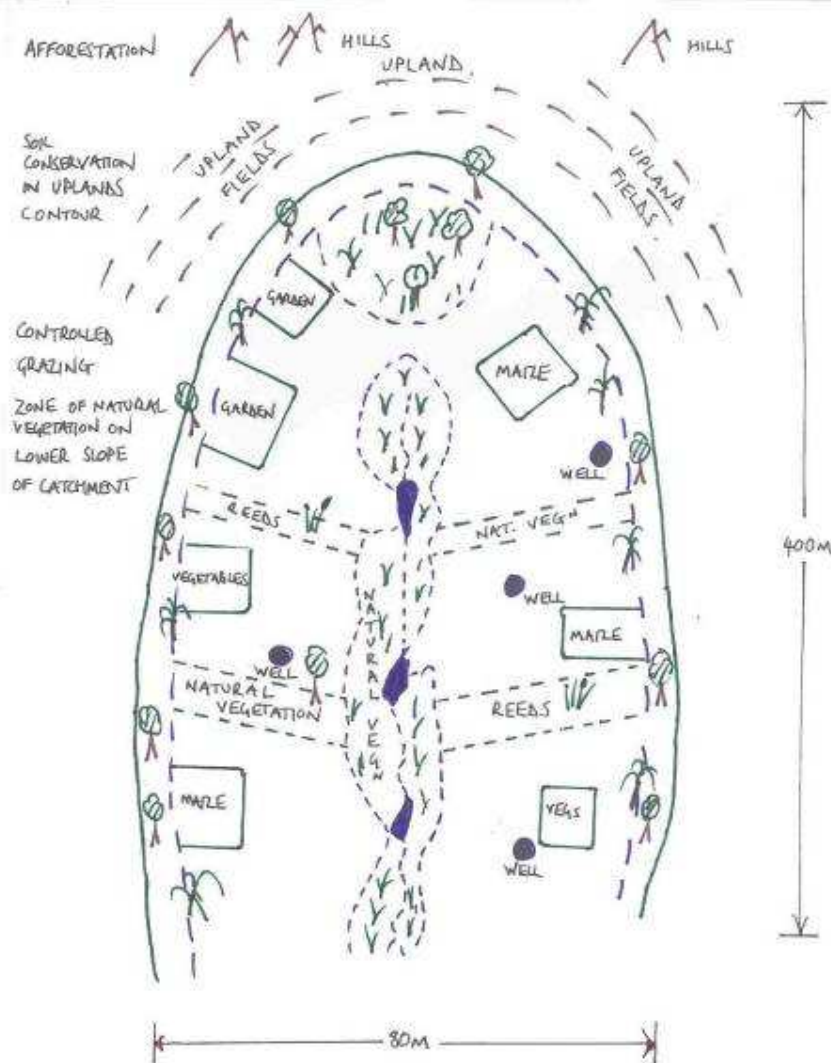 AFFORESTATION
HILLS
HILLS
UPLAND
UPLAND
FIELDS
UPLAND
FIELDS
SOIL
CONSERVATION
IN UPLANDS
CONTOUR
GARDEN
CONTROLLED
GRAZING
ZONE OF NATURAL
VEGETATION ON
LOWER SLOPE
OF CATCHMENT
GARDEN
MAIZE
WELL
REEDS
NAT. VEGN
400M
VEGETABLES
WELL
MAIZE
NATURAL VEGN
WELL
NATURAL
VEGETATION
REEDS
MAIZE
VEGS
WELL
80M